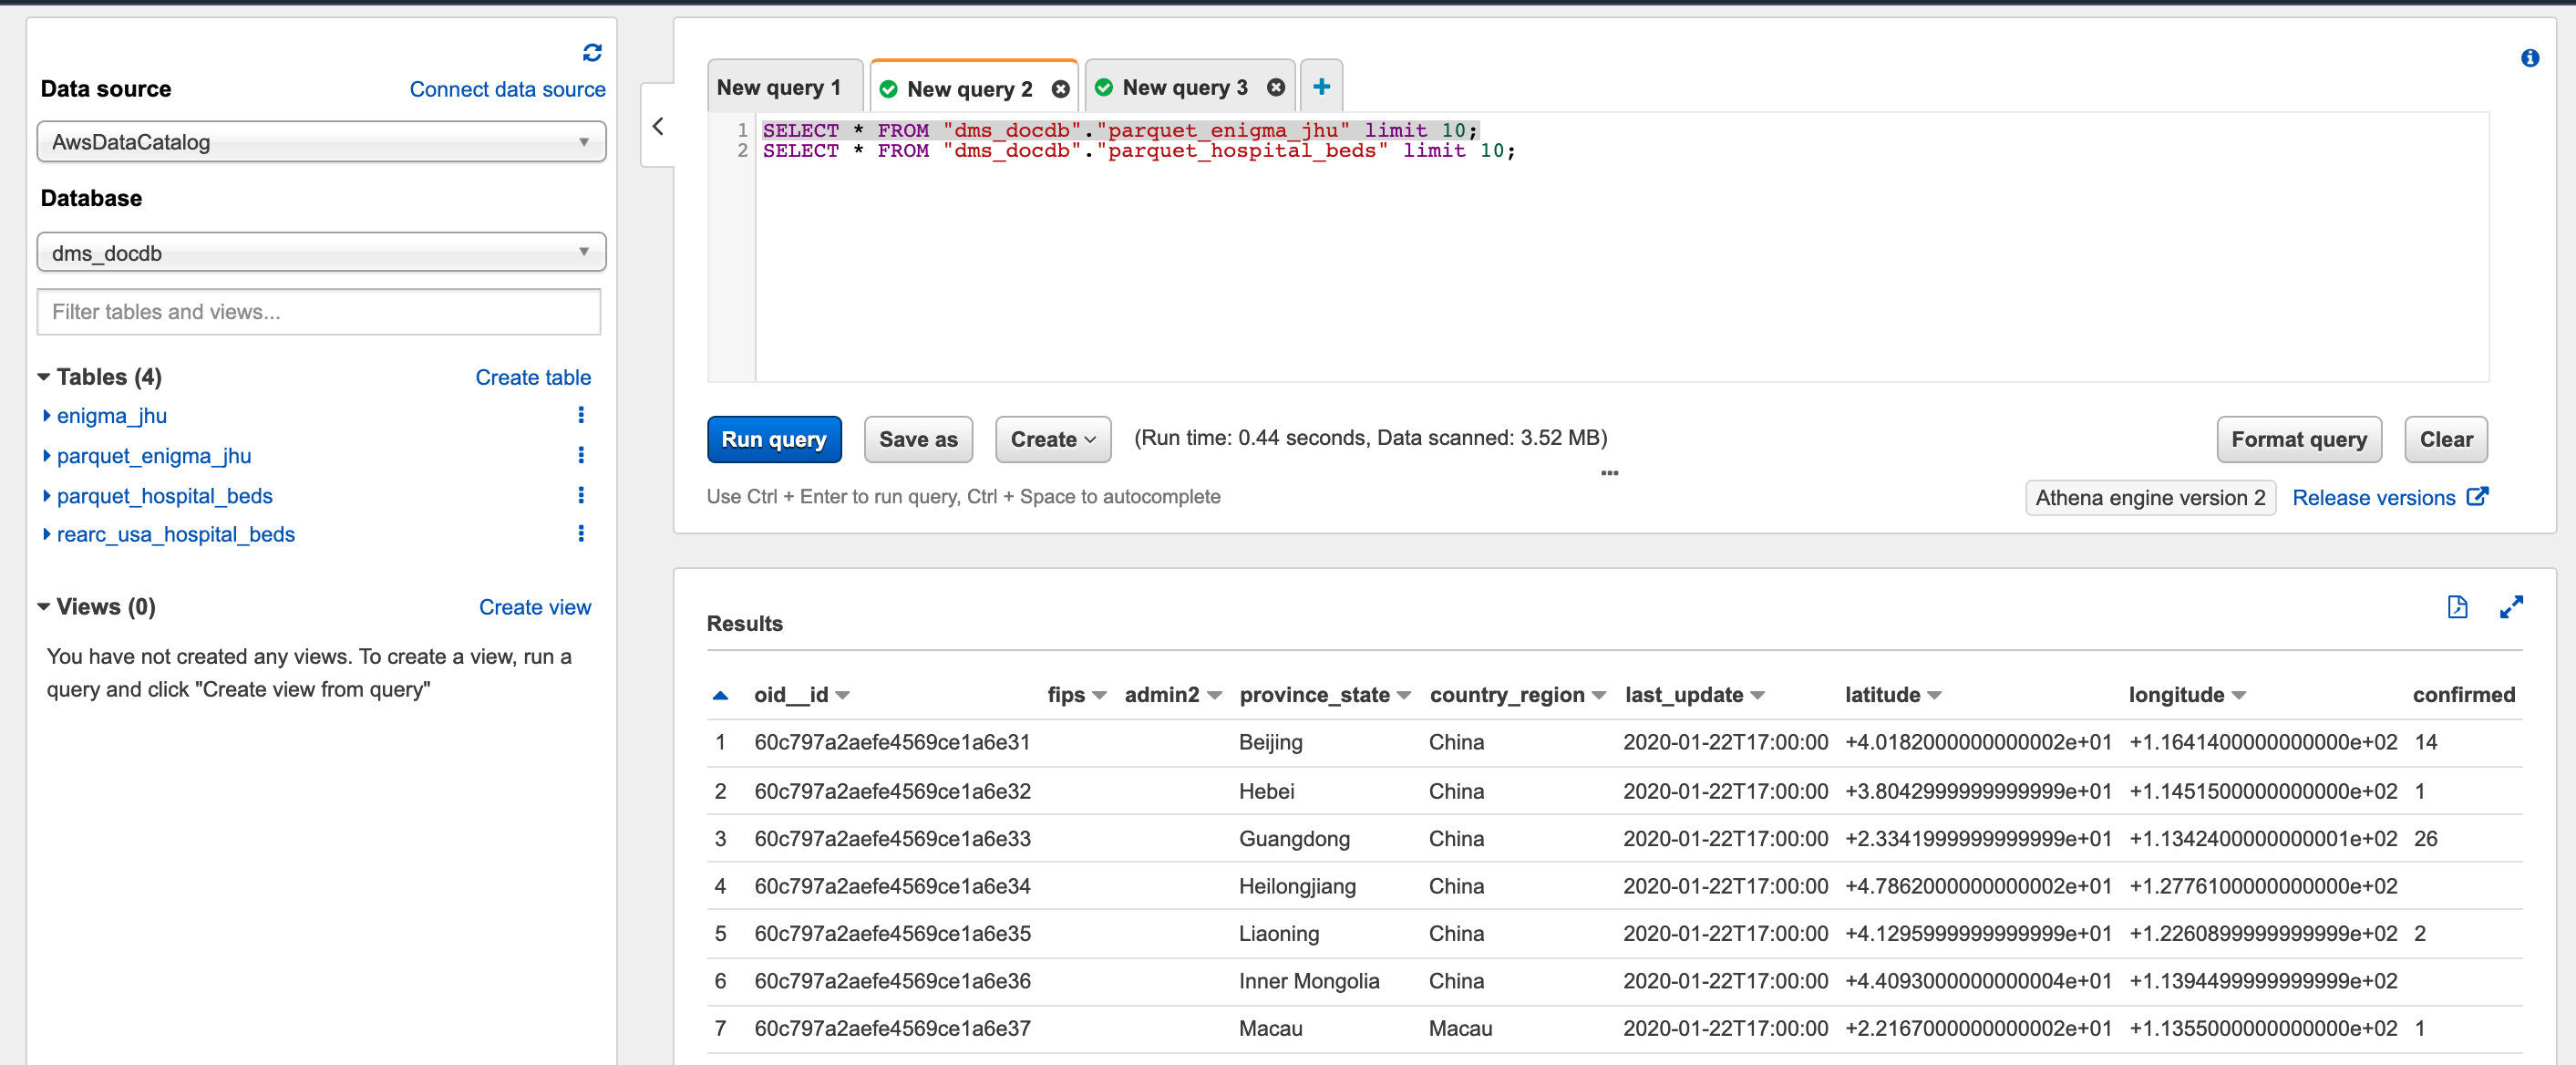 Data source
Connect data source
AwsDataCatalog
Database
dms_docdb
Filter tables and views...
Tables (4)
Create table
enigma_jhu
parquet_enigma_jhu
parquet_hospital_beds
rearc_usa_hospital_beds
Views (0)
Create view
You have not created any views. To create a view, run a
query and click "Create view from query"
New query 1
New query 2
New query 3
1 SELECT * FROM "dms_docdb"."parquet_enigma_jhu" limit 10;
2 SELECT * FROM "dms_docdb"."parquet_hospital_beds" limit 10;
Run query
Save as
Create
(Run time: 0.44 seconds, Data scanned: 3.52 MB)
Format query
Clear
Use Ctrl + Enter to run query, Ctrl + Space to autocomplete
Athena engine version 2
Release versions
Results
oid__id fips admin2 province_state country_region last_update latitude longitude confirmed
1 60c797a2aefe4569ce1a6e31 Beijing China 2020-01-22T17:00:00 +4.0182000000000002e+01 +1.1641400000000000e+02 14
2 60c797a2aefe4569ce1a6e32 Hebei China 2020-01-22T17:00:00 +3.8042999999999999e+01 +1.1451500000000000e+02 1
3 60c797a2aefe4569ce1a6e33 Guangdong China 2020-01-22T17:00:00 +2.3341999999999999e+01 +1.1342400000000001e+02 26
4 60c797a2aefe4569ce1a6e34 Heilongjiang China 2020-01-22T17:00:00 +4.7862000000000002e+01 +1.2776100000000000e+02
5 60c797a2aefe4569ce1a6e35 Liaoning China 2020-01-22T17:00:00 +4.1295999999999999e+01 +1.2260899999999999e+02 2
6 60c797a2aefe4569ce1a6e36 Inner Mongolia China 2020-01-22T17:00:00 +4.4093000000000004e+01 +1.1394499999999999e+02
7 60c797a2aefe4569ce1a6e37 Macau Macau 2020-01-22T17:00:00 +2.2167000000000002e+01 +1.1355000000000000e+02 1